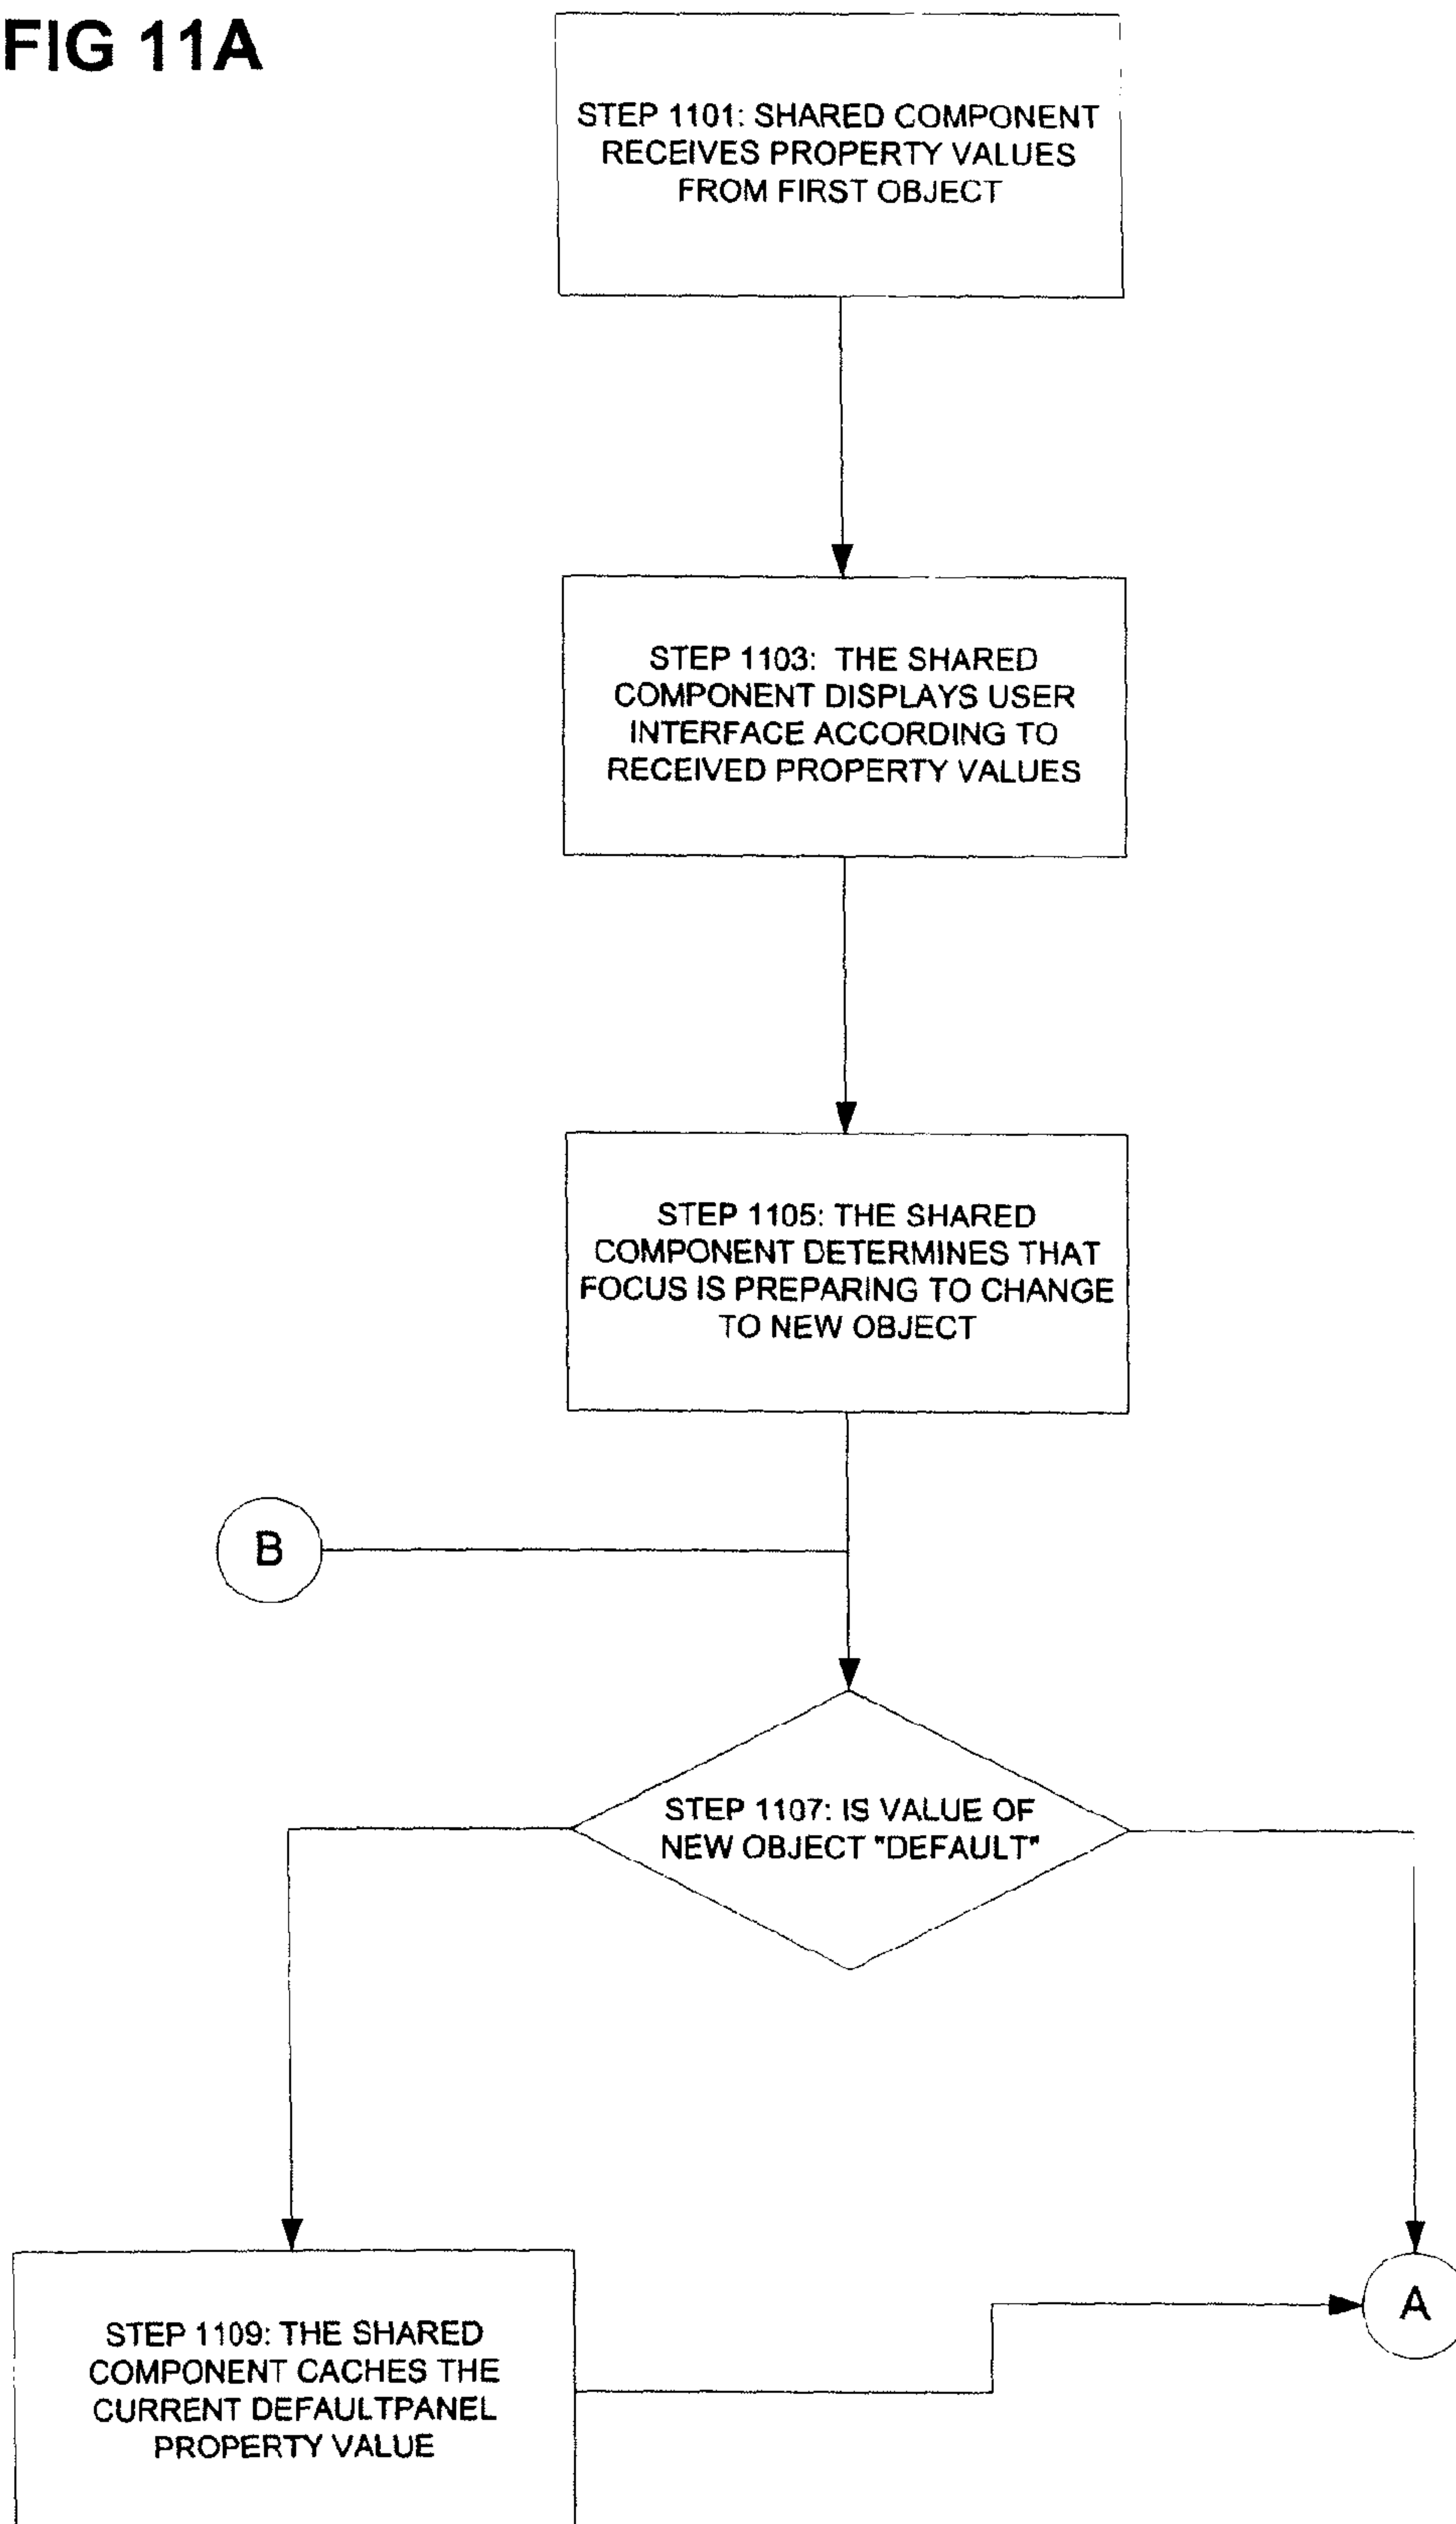 FIG 11A
STEP 1101: SHARED COMPONENT
RECEIVES PROPERTY VALUES
FROM FIRST OBJECT
STEP 1103: THE SHARED
COMPONENT DISPLAYS USER
INTERFACE ACCORDING TO
RECEIVED PROPERTY VALUES
STEP 1105: THE SHARED
COMPONENT DETERMINES THAT
FOCUS IS PREPARING TO CHANGE
TO NEW OBJECT
B
STEP 1107: IS VALUE OF
NEW OBJECT "DEFAULT"
A
STEP 1109: THE SHARED
COMPONENT CACHES THE
CURRENT DEFAULTPANEL
PROPERTY VALUE